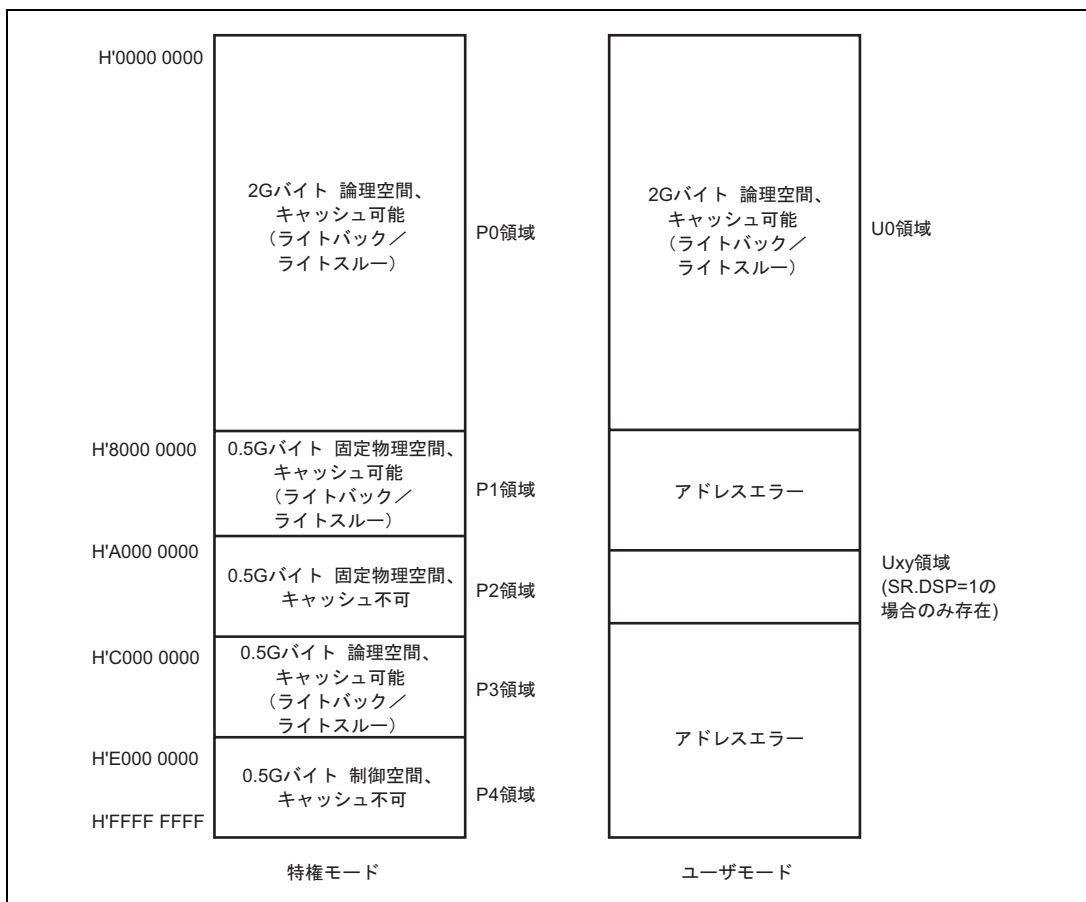 H'0000 0000
2Gバイト 論理空間、
キャッシュ可能
（ライトバック／
ライトスルー）
P0領域
H'8000 0000
0.5Gバイト 固定物理空間、
キャッシュ可能
（ライトバック／
ライトスルー）
P1領域
H'A000 0000
0.5Gバイト 固定物理空間、
キャッシュ不可
P2領域
H'C000 0000
0.5Gバイト 論理空間、
キャッシュ可能
（ライトバック／
ライトスルー）
P3領域
H'E000 0000
0.5Gバイト 制御空間、
キャッシュ不可
P4領域
H'FFFF FFFF
特権モード
2Gバイト 論理空間、
キャッシュ可能
（ライトバック／
ライトスルー）
U0領域
アドレスエラー
Uxy領域
(SR.DSP=1の
場合のみ存在)
アドレスエラー
ユーザモード